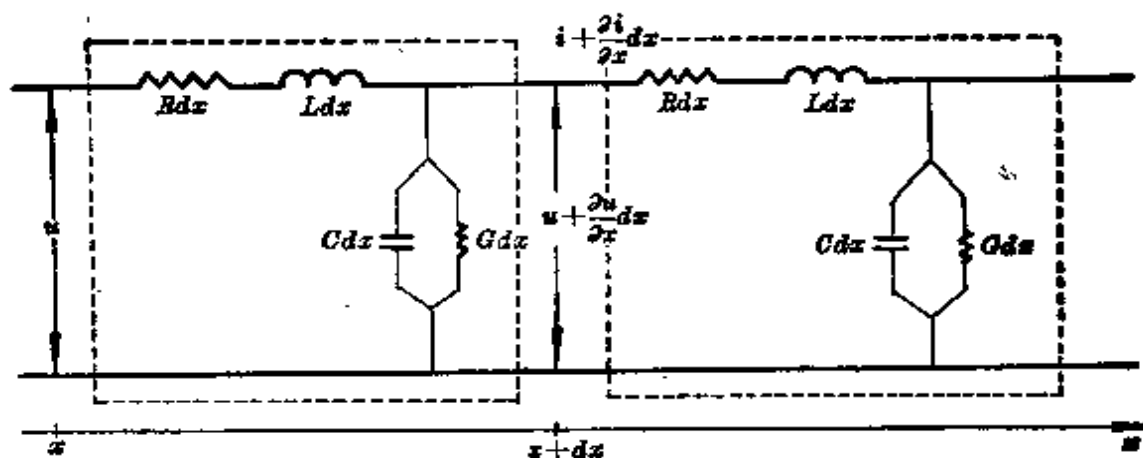 i + ∂i/∂x dx
Rdx
Ldx
Rdx
Ldx
u
Cdx
Gdx
u + ∂u/∂x dx
Cdx
Gdx
x
x + dx
x